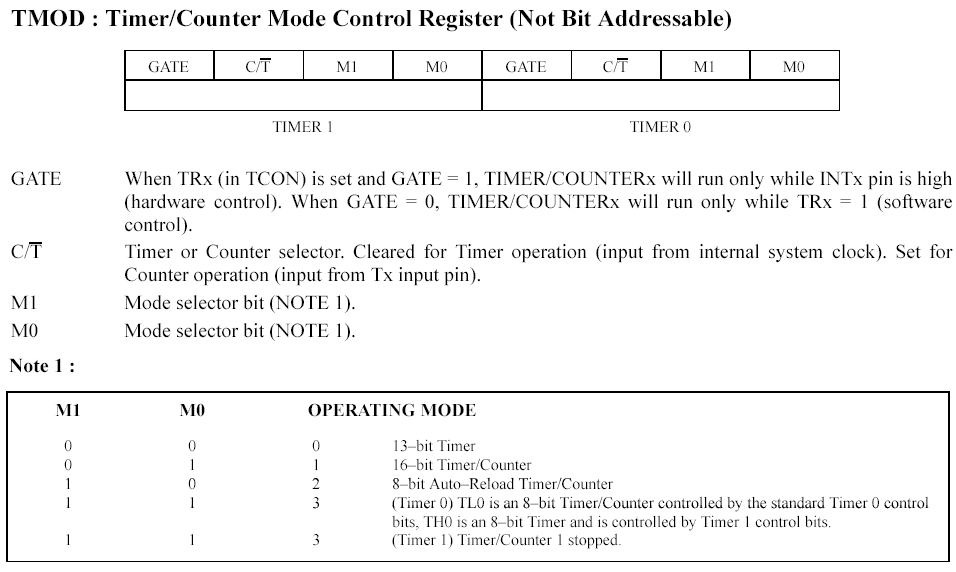 TMOD : Timer/Counter Mode Control Register (Not Bit Addressable)
GATE C/T̅ M1 M0 GATE C/T̅ M1 M0
TIMER 1 TIMER 0
GATE When TRx (in TCON) is set and GATE = 1, TIMER/COUNTERx will run only while INTx pin is high
(hardware control). When GATE = 0, TIMER/COUNTERx will run only while TRx = 1 (software
control).
C/T̅ Timer or Counter selector. Cleared for Timer operation (input from internal system clock). Set for
Counter operation (input from Tx input pin).
M1 Mode selector bit (NOTE 1).
M0 Mode selector bit (NOTE 1).
Note 1 :
M1 M0 OPERATING MODE
0 0 0 13–bit Timer
0 1 1 16–bit Timer/Counter
1 0 2 8–bit Auto–Reload Timer/Counter
1 1 3 (Timer 0) TL0 is an 8–bit Timer/Counter controlled by the standard Timer 0 control
bits, TH0 is an 8–bit Timer and is controlled by Timer 1 control bits.
1 1 3 (Timer 1) Timer/Counter 1 stopped.